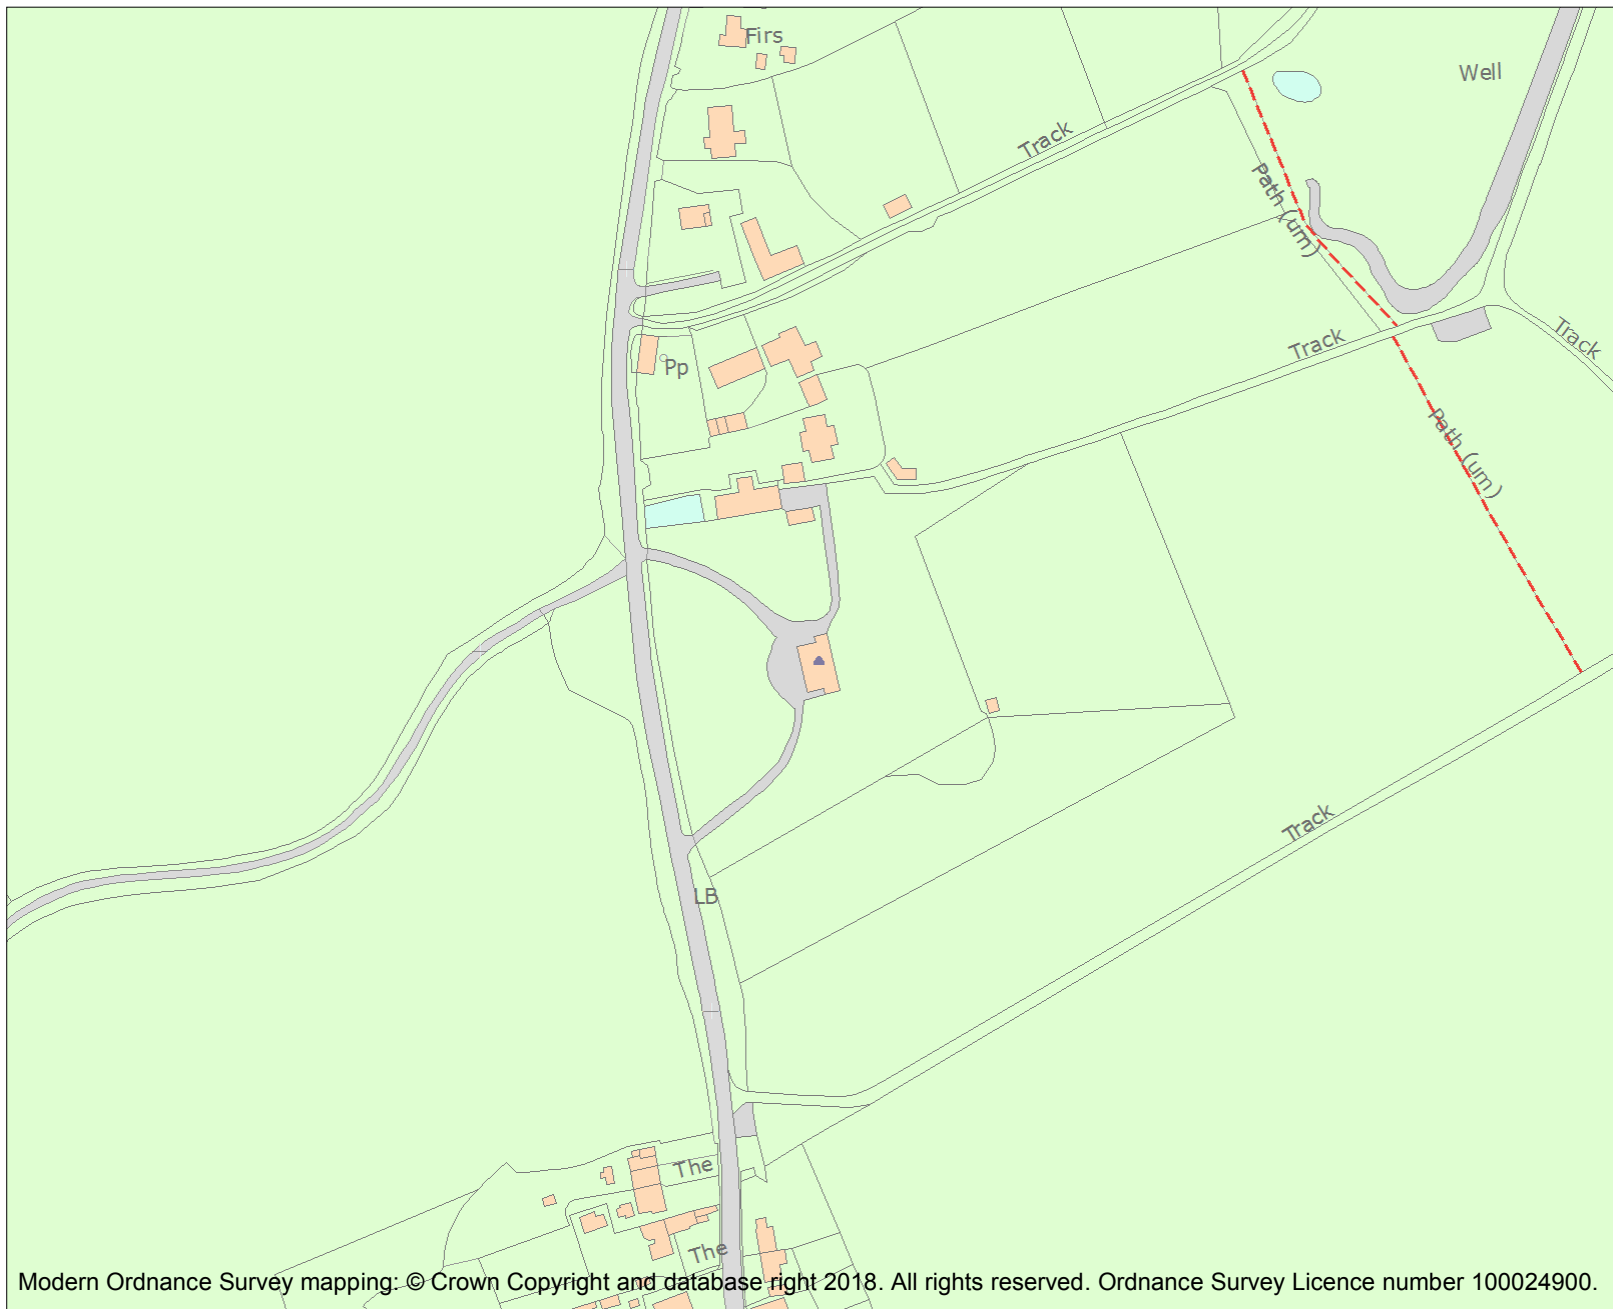 Firs
Well
Track
Path (um)
Track
Track
Pp
Path (um)
LB
Track
The
The
Modern Ordnance Survey mapping: © Crown Copyright and database right 2018. All rights reserved. Ordnance Survey Licence number 100024900.